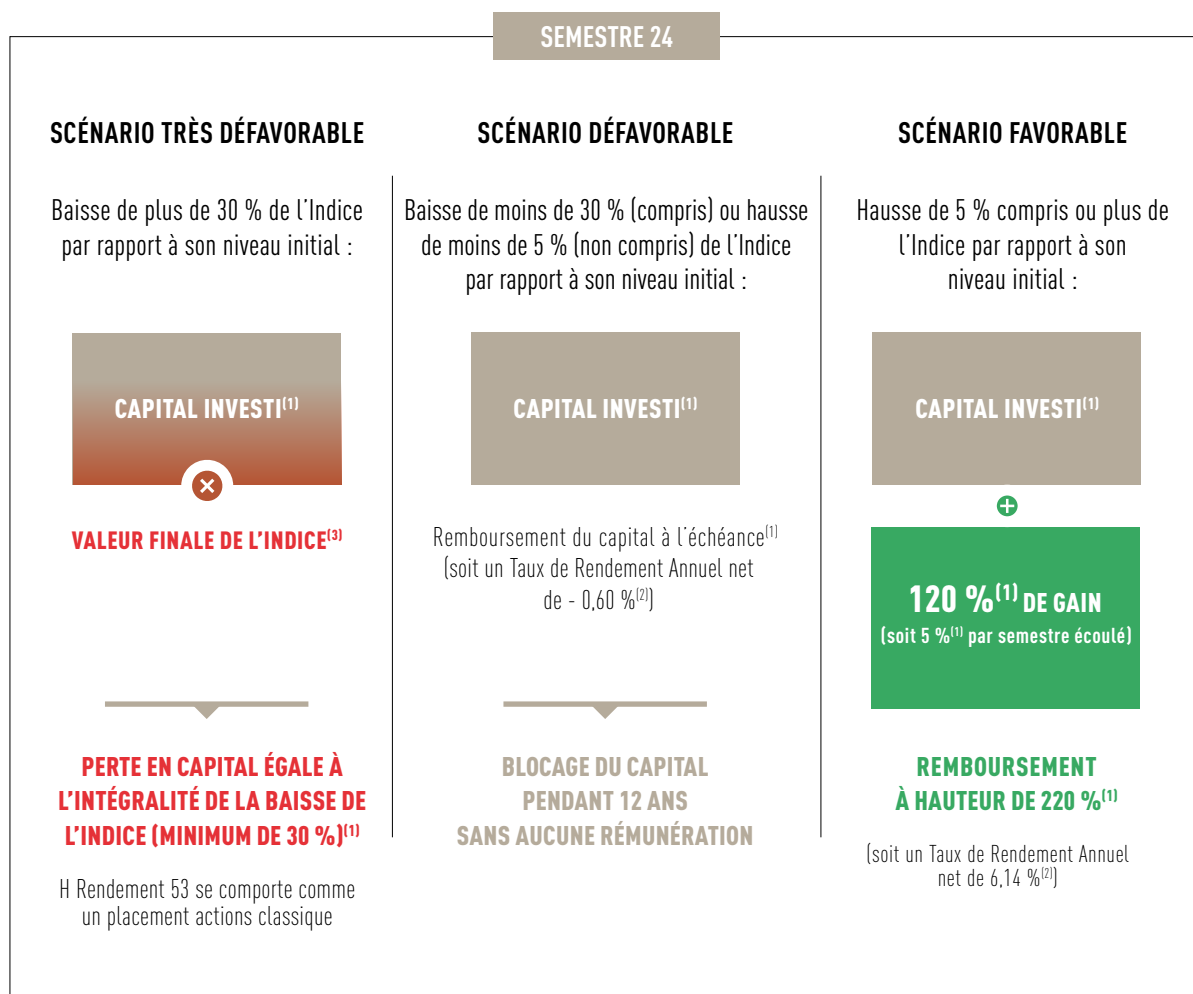 SEMESTRE 24
SCÉNARIO TRÈS DÉFAVORABLE
Baisse de plus de 30 % de l'Indice
par rapport à son niveau initial :
CAPITAL INVESTI(1)
VALEUR FINALE DE L'INDICE(3)
PERTE EN CAPITAL ÉGALE À
L'INTÉGRALITÉ DE LA BAISSE DE
L'INDICE (MINIMUM DE 30 %)(1)
H Rendement 53 se comporte comme
un placement actions classique
SCÉNARIO DÉFAVORABLE
Baisse de moins de 30 % (compris) ou hausse
de moins de 5 % (non compris) de l'Indice
par rapport à son niveau initial :
CAPITAL INVESTI(1)
Remboursement du capital à l'échéance(1)
(soit un Taux de Rendement Annuel net
de - 0,60 %(2))
BLOCAGE DU CAPITAL
PENDANT 12 ANS
SANS AUCUNE RÉMUNÉRATION
SCÉNARIO FAVORABLE
Hausse de 5 % compris ou plus de
l'Indice par rapport à son
niveau initial :
CAPITAL INVESTI(1)
120 %(1) DE GAIN
(soit 5 %(1) par semestre écoulé)
REMBOURSEMENT
À HAUTEUR DE 220 %(1)
(soit un Taux de Rendement Annuel
net de 6,14 %(2))